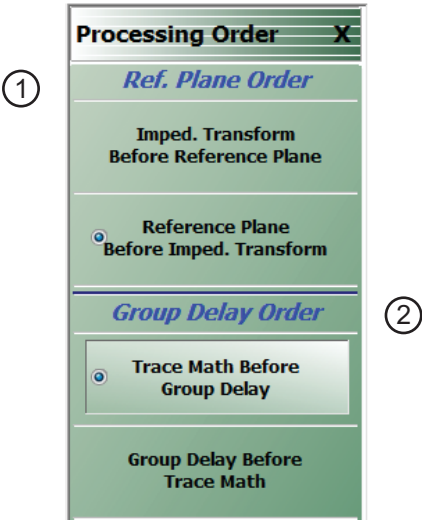 Processing Order X
1
Ref. Plane Order
Imped. Transform
Before Reference Plane
Reference Plane
Before Imped. Transform
Group Delay Order
2
Trace Math Before
Group Delay
Group Delay Before
Trace Math